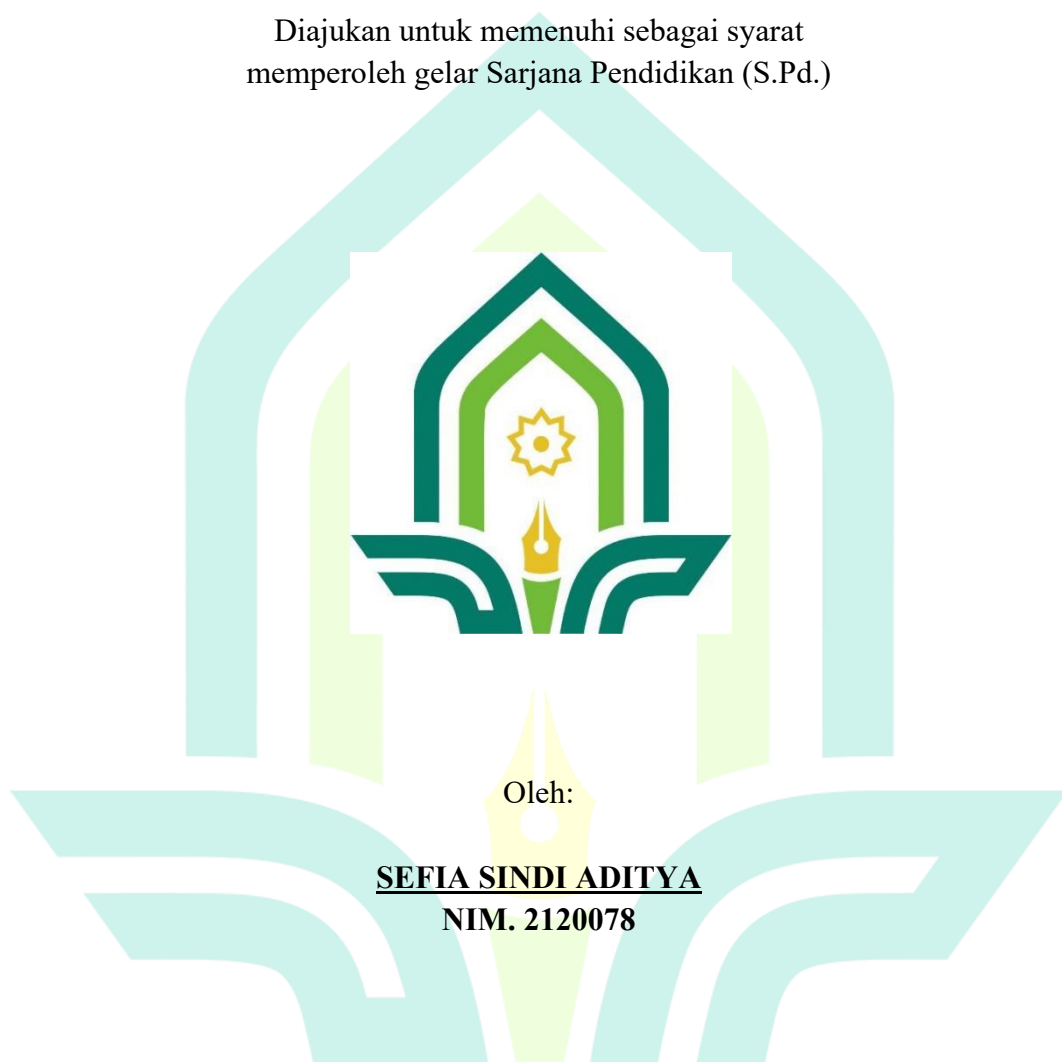 Diajukan untuk memenuhi sebagai syarat
memperoleh gelar Sarjana Pendidikan (S.Pd.)
Oleh:
SEFIA SINDI ADITYA
NIM. 2120078